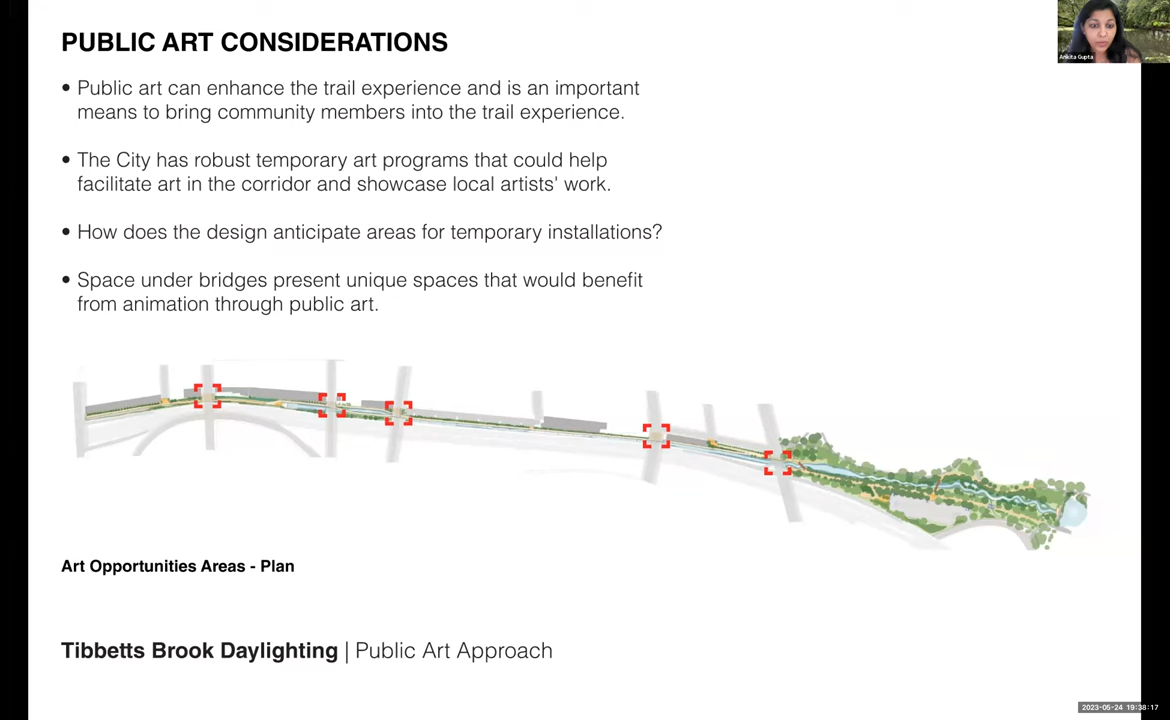 PUBLIC ART CONSIDERATIONS
Ankita Gupta
• Public art can enhance the trail experience and is an important
means to bring community members into the trail experience.
• The City has robust temporary art programs that could help
facilitate art in the corridor and showcase local artists' work.
• How does the design anticipate areas for temporary installations?
• Space under bridges present unique spaces that would benefit
from animation through public art.
Art Opportunities Areas - Plan
Tibbetts Brook Daylighting | Public Art Approach
2023-05-24 19:38:17